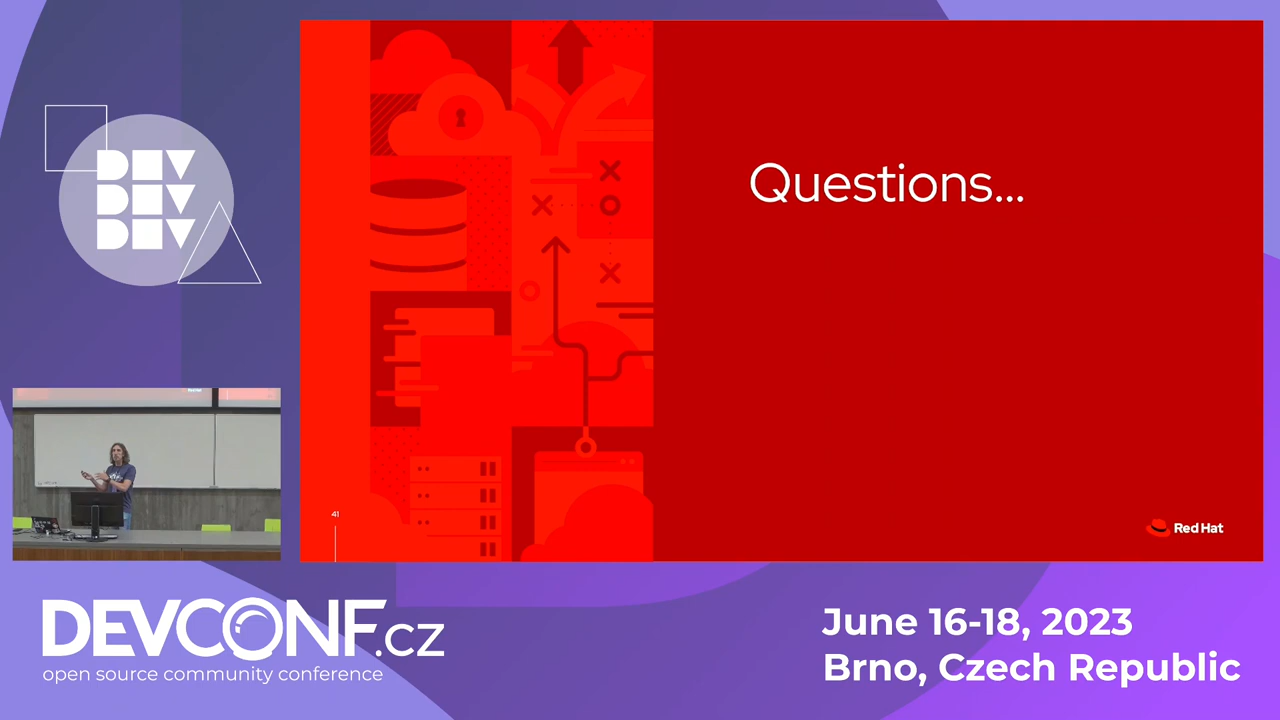 DEV
DEV
DEV
Questions...
41
Red Hat
DEVCONF.cz
open source community conference
June 16-18, 2023
Brno, Czech Republic